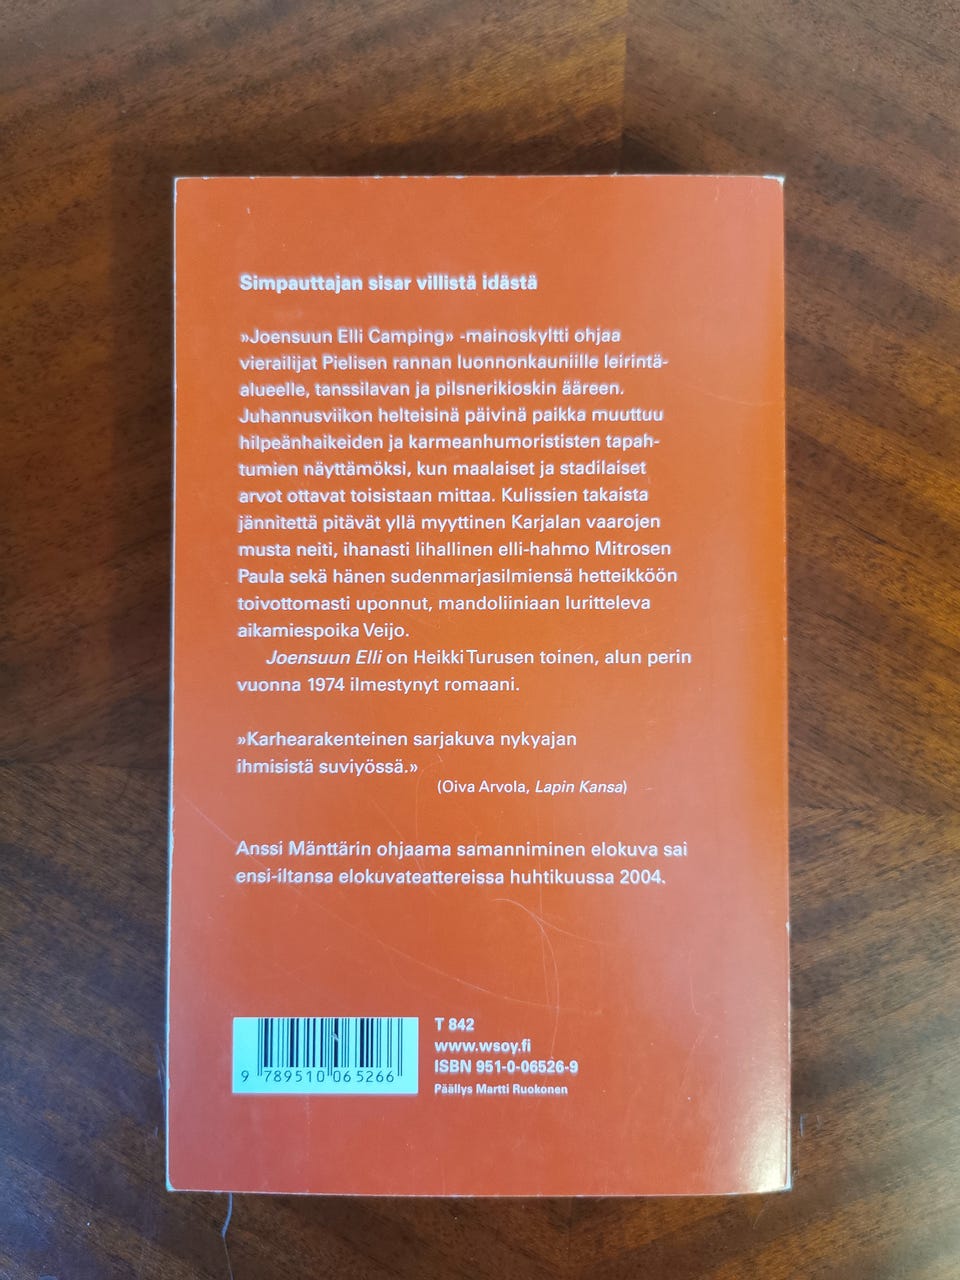 Simpauttajan sisar villistä idästä
»Joensuun Elli Camping» -mainoskyltti ohjaa
vierailijat Pielisen rannan luonnonkauniille leirintä-
alueelle, tanssilavan ja pilsnerikioskin ääreen.
Juhannusviikon helteisinä päivinä paikka muuttuu
hilpeänhaikeiden ja karmeanhumorististen tapah-
tumien näyttämöksi, kun maalaiset ja stadilaiset
arvot ottavat toisistaan mittaa. Kulissien takaista
jännitettä pitävät yllä myyttinen Karjalan vaarojen
musta neiti, ihanasti lihallinen elli-hahmo Mitrosen
Paula sekä hänen sudenmarjasilmiensä hetteikköön
toivottomasti uponnut, mandoliiniaan luritteleva
aikamiespoika Veijo.
Joensuun Elli on Heikki Turusen toinen, alun perin
vuonna 1974 ilmestynyt romaani.
»Karhearakenteinen sarjakuva nykyajan
ihmisistä suviyössä.»
(Oiva Arvola, Lapin Kansa)
Anssi Mänttärin ohjaama samanniminen elokuva sai
ensi-iltansa elokuvateattereissa huhtikuussa 2004.
T 842
www.wsoy.fi
ISBN 951-0-06526-9
Päällys Martti Ruokonen
9 789510 065266